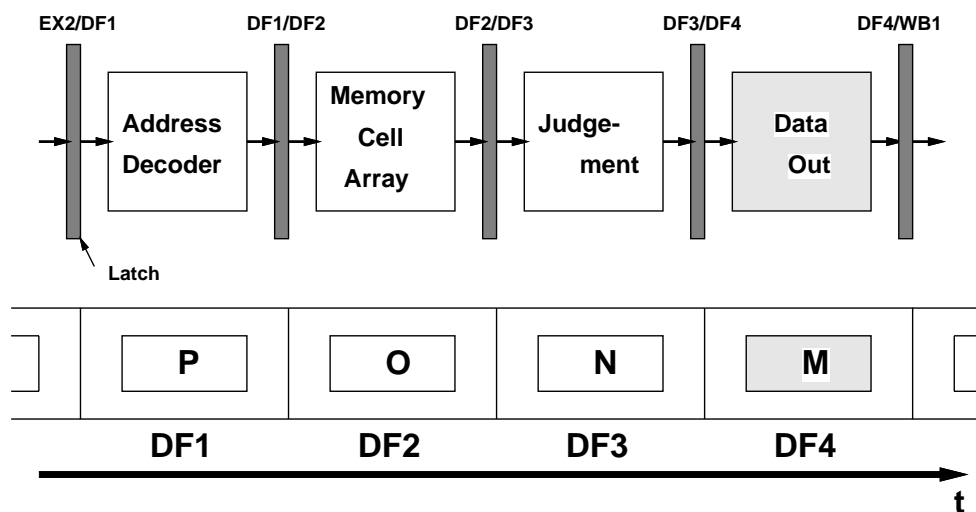 EX2/DF1 DF1/DF2 DF2/DF3 DF3/DF4 DF4/WB1
Address
Decoder
Memory
Cell
Array
Judge-
ment
Data
Out
Latch
P O N M
DF1 DF2 DF3 DF4
t